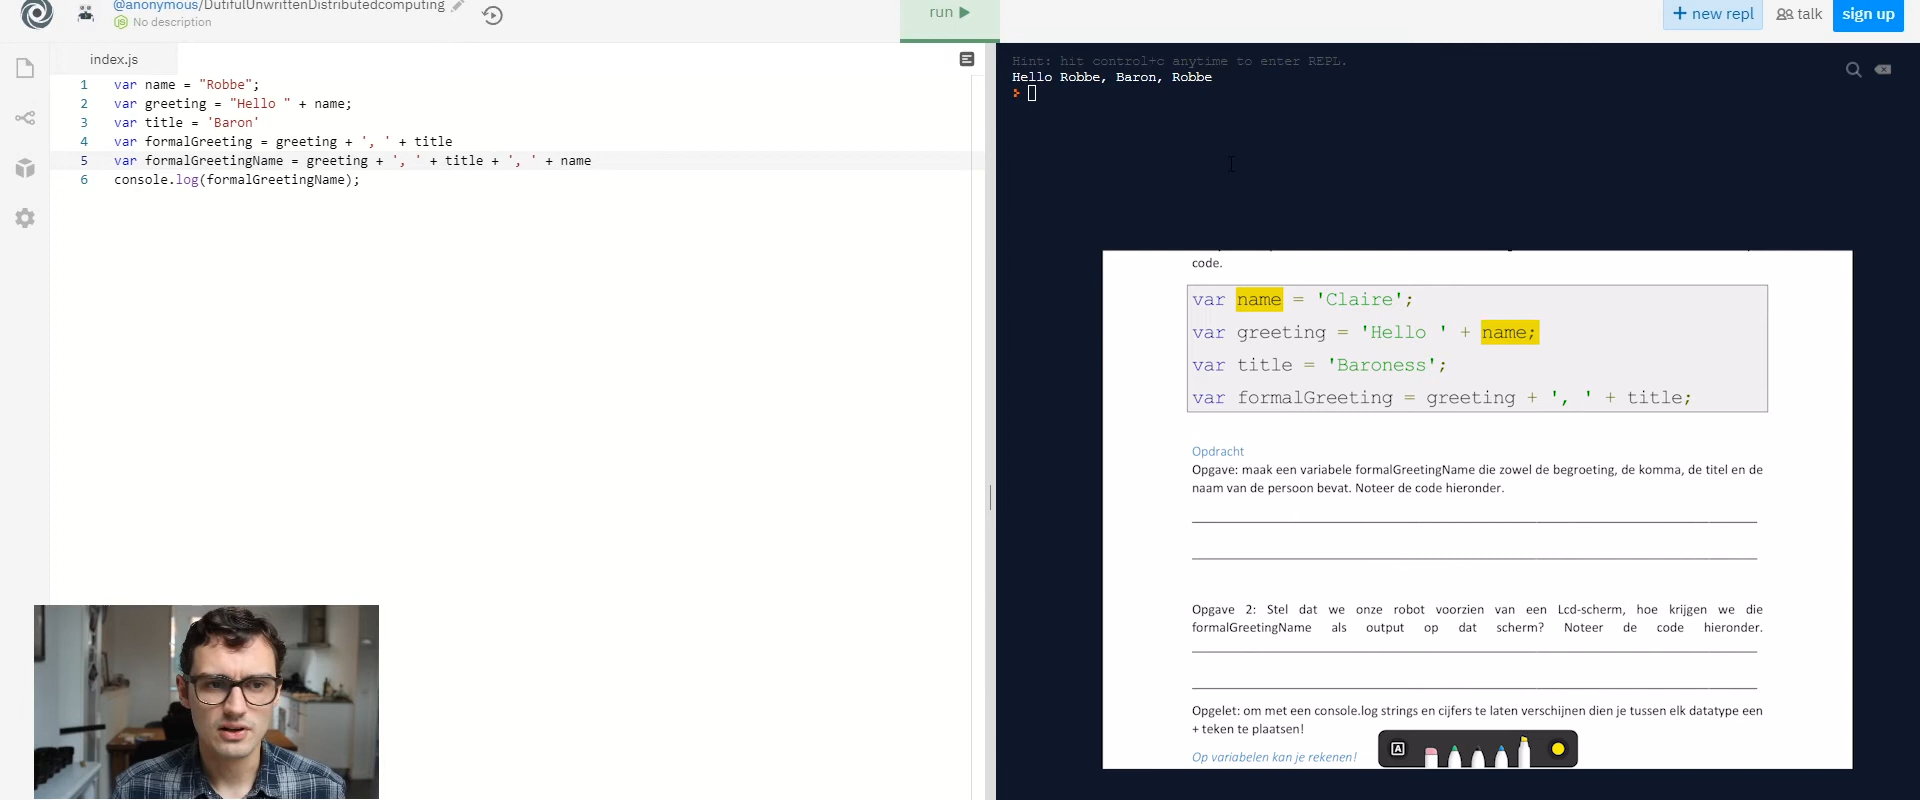 @anonymous/DutifulUnwrittenDistributedcomputing
No description
run
+ new repl
talk
sign up
index.js
1 var name = "Robbe";
2 var greeting = "Hello " + name;
3 var title = 'Baron'
4 var formalGreeting = greeting + ', ' + title
5 var formalGreetingName = greeting + ', ' + title + ', ' + name
6 console.log(formalGreetingName);
Hint: hit control+c anytime to enter REPL.
Hello Robbe, Baron, Robbe
code.
var name = 'Claire';
var greeting = 'Hello ' + name;
var title = 'Baroness';
var formalGreeting = greeting + ', ' + title;
Opdracht
Opgave: maak een variabele formalGreetingName die zowel de begroeting, de komma, de titel en de
naam van de persoon bevat. Noteer de code hieronder.
Opgave 2: Stel dat we onze robot voorzien van een Lcd-scherm, hoe krijgen we die
formalGreetingName als output op dat scherm? Noteer de code hieronder.
Opgelet: om met een console.log strings en cijfers te laten verschijnen dien je tussen elk datatype een
+ teken te plaatsen!
Op variabelen kan je rekenen!
A